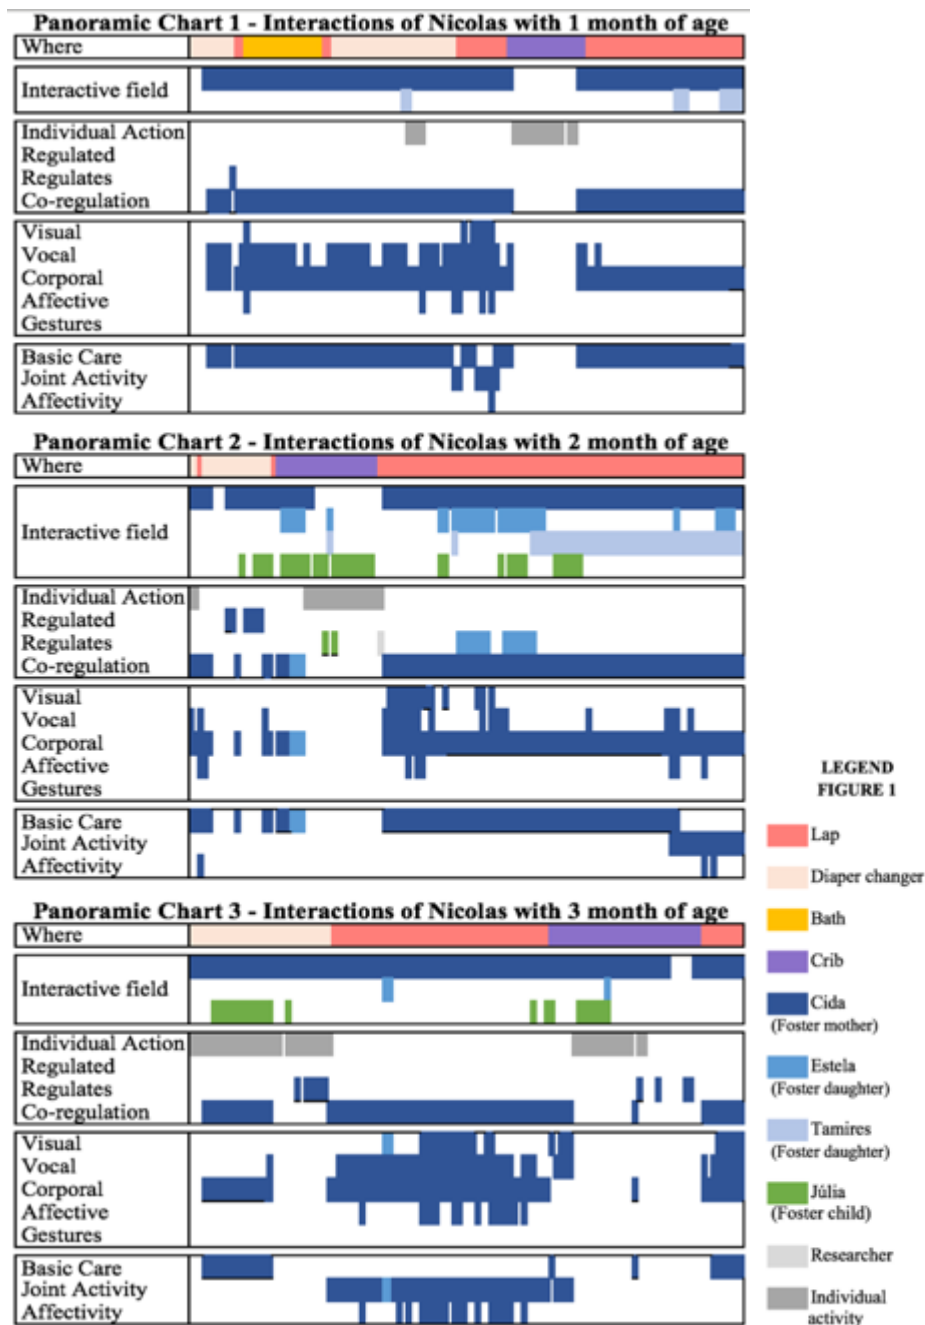 Panoramic Chart 1 - Interactions of Nicolas with 1 month of age
Where
Interactive field
Individual Action
Regulated
Regulates
Co-regulation
Visual
Vocal
Corporal
Affective
Gestures
Basic Care
Joint Activity
Affectivity
Panoramic Chart 2 - Interactions of Nicolas with 2 month of age
Where
Interactive field
Individual Action
Regulated
Regulates
Co-regulation
Visual
Vocal
Corporal
Affective
Gestures
Basic Care
Joint Activity
Affectivity
Panoramic Chart 3 - Interactions of Nicolas with 3 month of age
Where
Interactive field
Individual Action
Regulated
Regulates
Co-regulation
Visual
Vocal
Corporal
Affective
Gestures
Basic Care
Joint Activity
Affectivity
LEGEND
FIGURE 1
Lap
Diaper changer
Bath
Crib
Cida
(Foster mother)
Estela
(Foster daughter)
Tamires
(Foster daughter)
Júlia
(Foster child)
Researcher
Individual
activity